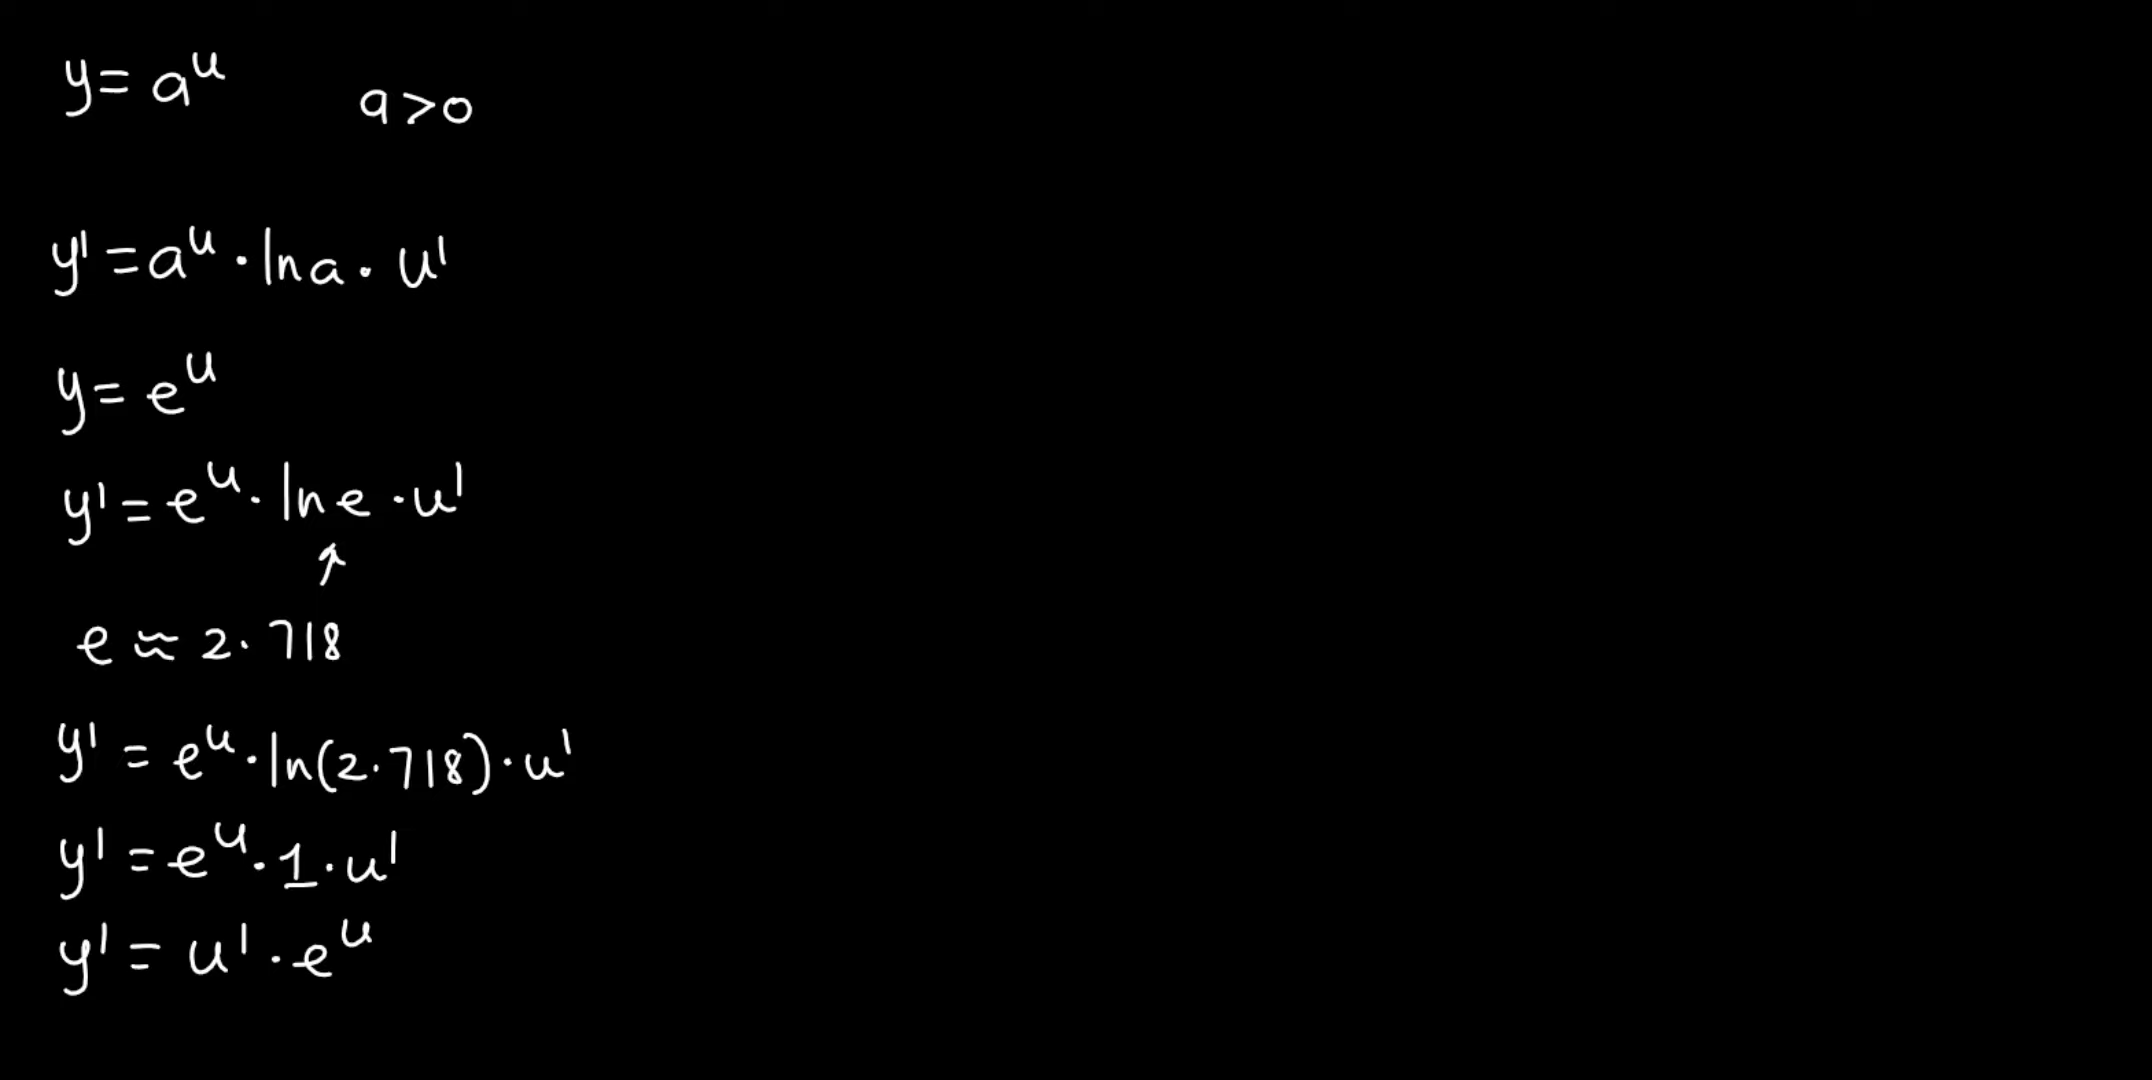 y = a^u    a > 0
y' = a^u · ln a · u'
y = e^u
y' = e^u · ln e · u'
↑
e ≈ 2.718
y' = e^u · ln(2.718) · u'
y' = e^u · 1 · u'
y' = u' · e^u